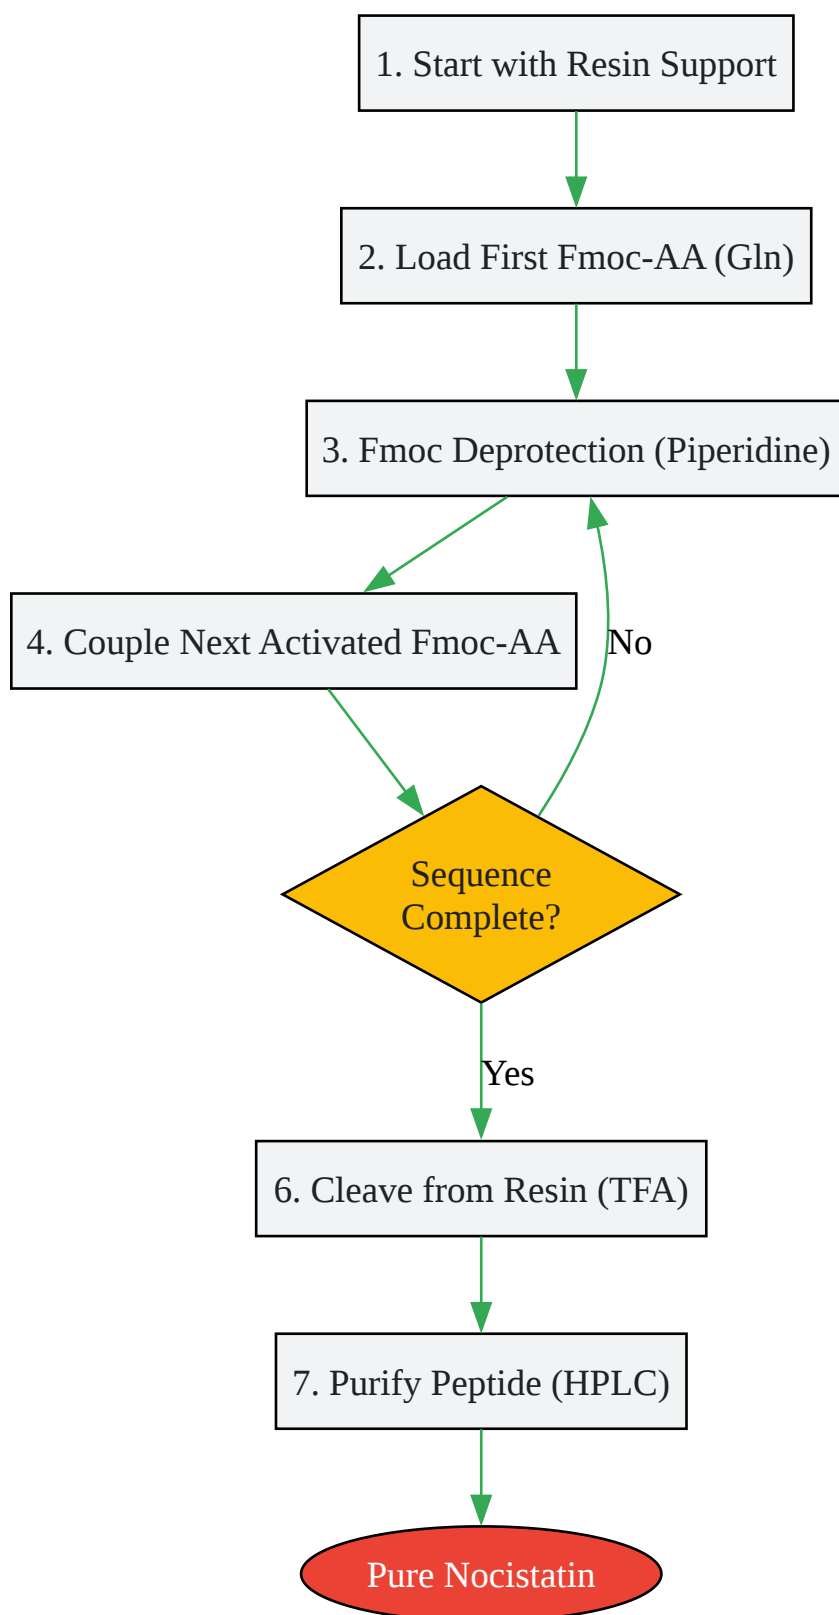 1. Start with Resin Support
2. Load First Fmoc-AA (Gln)
3. Fmoc Deprotection (Piperidine)
4. Couple Next Activated Fmoc-AA
No
Sequence
Complete?
Yes
6. Cleave from Resin (TFA)
7. Purify Peptide (HPLC)
Pure Nocistatin